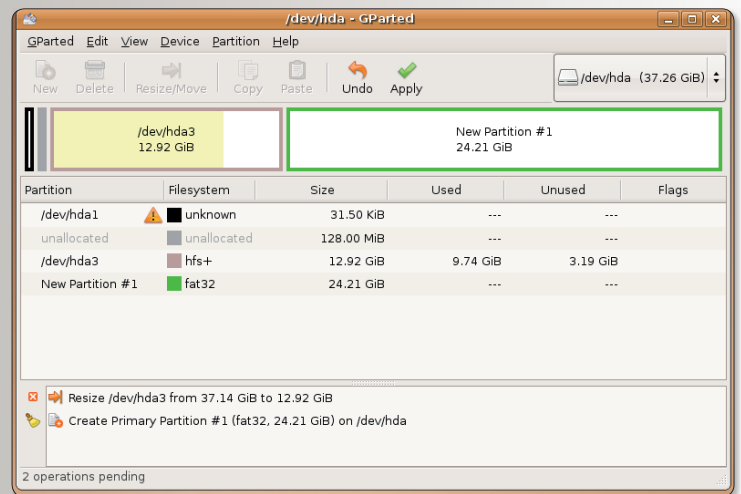 /dev/hda - GParted
GParted Edit View Device Partition Help
New Delete Resize/Move Copy Paste Undo Apply /dev/hda (37.26 GiB)
/dev/hda3
12.92 GiB
New Partition #1
24.21 GiB
Partition Filesystem Size Used Unused Flags
/dev/hda1 unknown 31.50 KiB --- ---
unallocated unallocated 128.00 MiB --- ---
/dev/hda3 hfs+ 12.92 GiB 9.74 GiB 3.19 GiB
New Partition #1 fat32 24.21 GiB --- ---
Resize /dev/hda3 from 37.14 GiB to 12.92 GiB
Create Primary Partition #1 (fat32, 24.21 GiB) on /dev/hda
2 operations pending